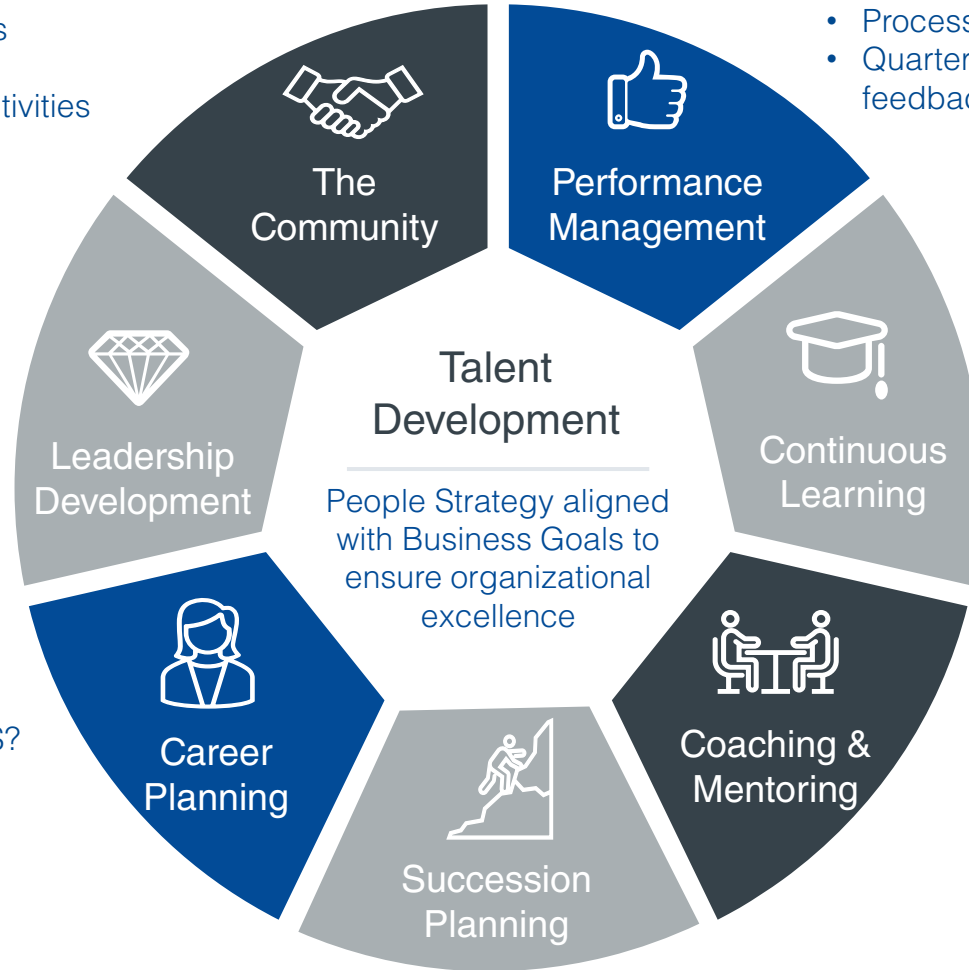 tivities
• Process
• Quarter
feedbac
The
Community
Performance
Management
Leadership
Development
Talent
Development
People Strategy aligned
with Business Goals to
ensure organizational
excellence
Continuous
Learning
Career
Planning
Coaching &
Mentoring
Succession
Planning